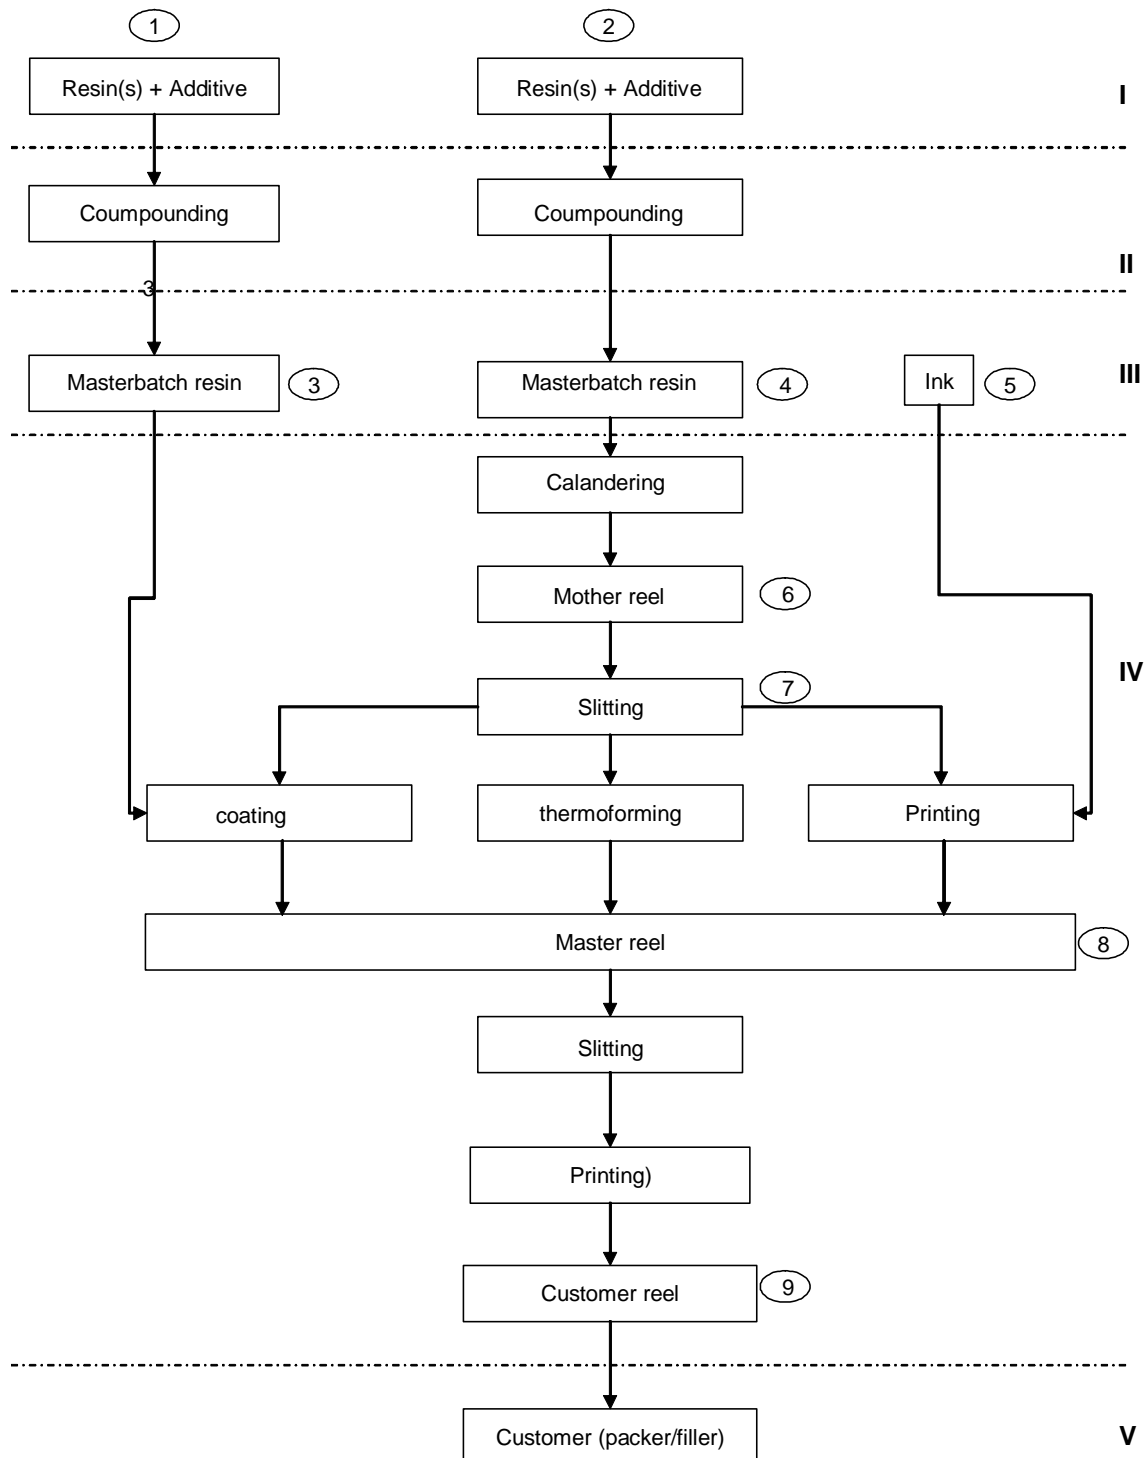 1
2
Resin(s) + Additive
Resin(s) + Additive
I
Coumpounding
Coumpounding
II
3
Masterbatch resin
3
Masterbatch resin
4
Ink
5
III
Calandering
Mother reel
6
IV
Slitting
7
coating
thermoforming
Printing
Master reel
8
Slitting
Printing)
Customer reel
9
Customer (packer/filler)
V